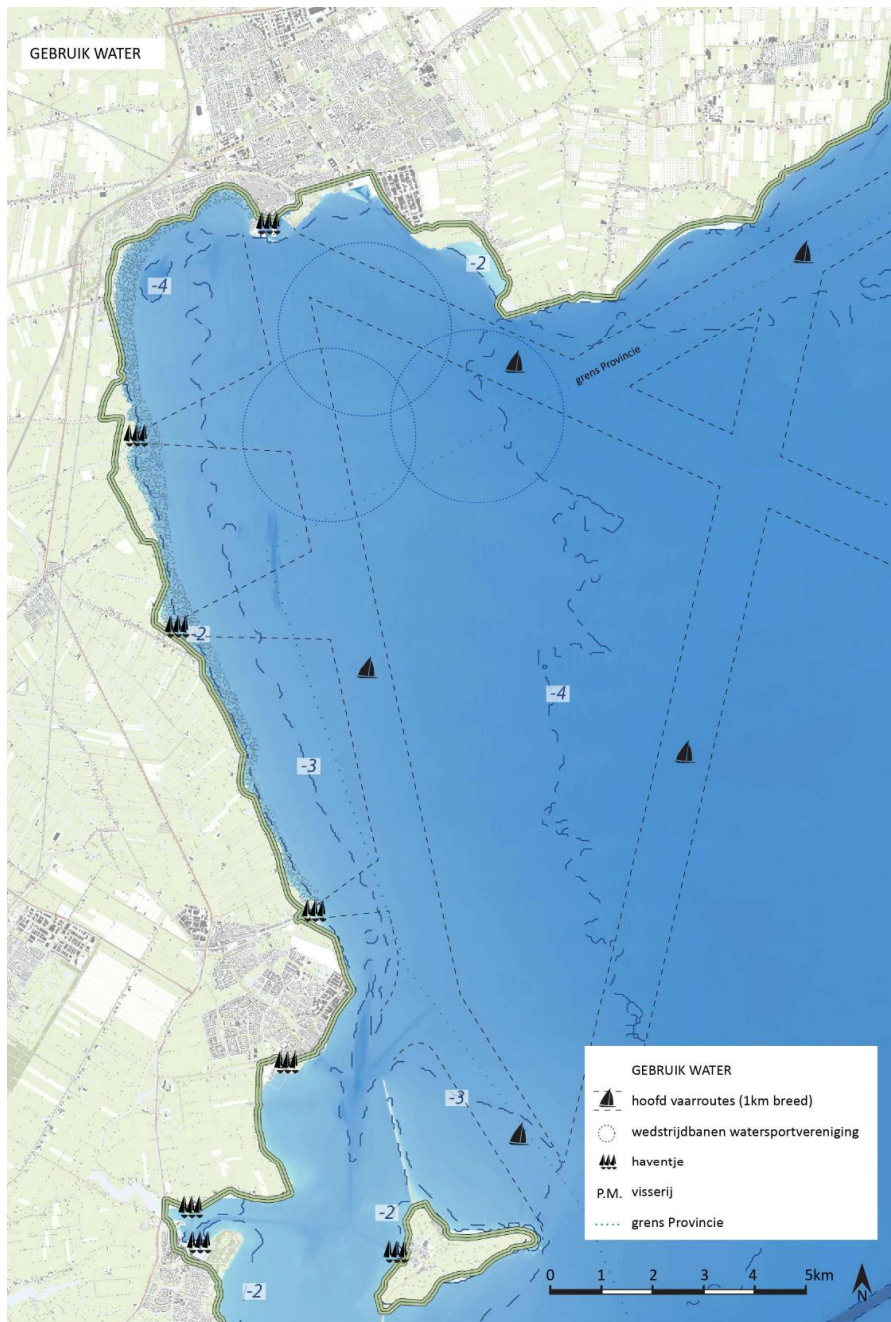 GEBRUIK WATER
-2
-4
grens Provincie
-2
-4
-3
-3
-2
-2
GEBRUIK WATER
hoofd vaarroutes (1km breed)
wedstrijdbanen watersportvereniging
haventje
P.M. visserij
grens Provincie
0 1 2 3 4 5km
N